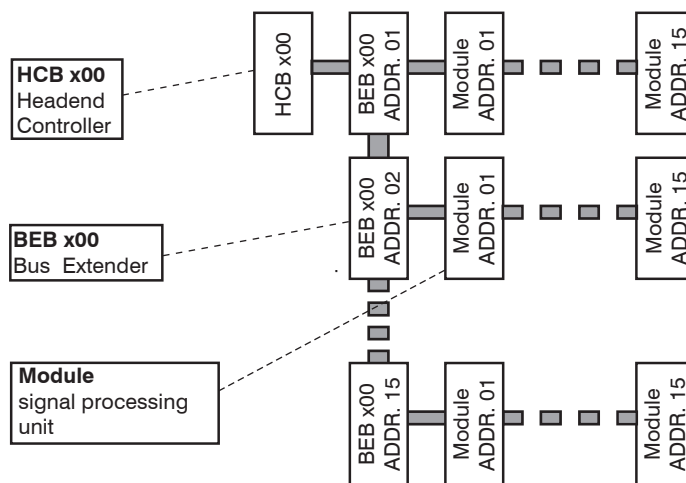 HCB x00
Headend
Controller
HCB x00
BEB x00
ADDR. 01
Module
ADDR. 01
Module
ADDR. 15
BEB x00
Bus Extender
BEB x00
ADDR. 02
Module
ADDR. 01
Module
ADDR. 15
Module
signal processing
unit
BEB x00
ADDR. 15
Module
ADDR. 01
Module
ADDR. 15